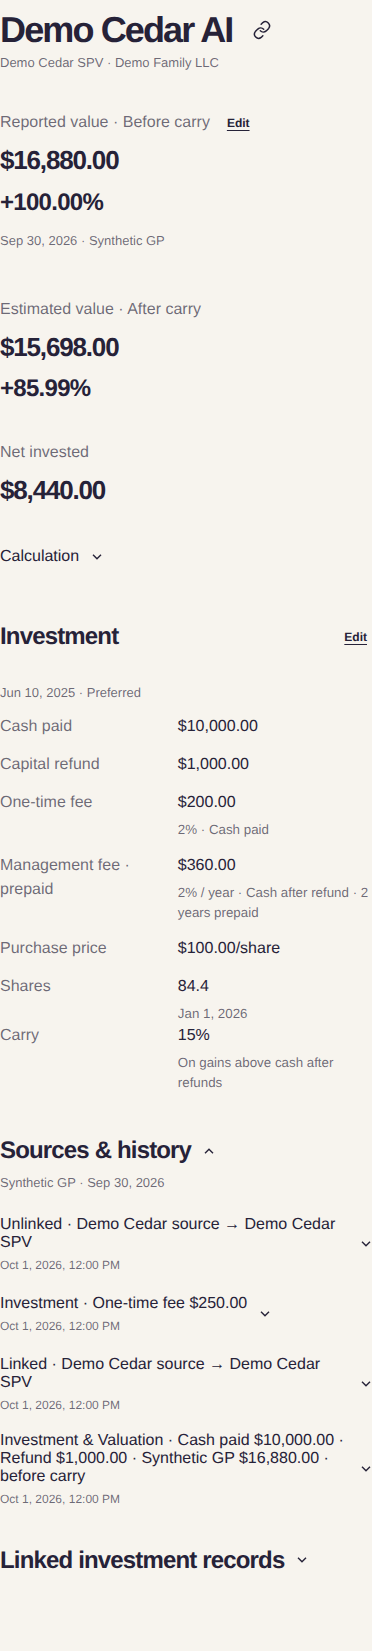 Demo Cedar AI
Demo Cedar SPV · Demo Family LLC
Reported value · Before carry Edit
$16,880.00
+100.00%
Sep 30, 2026 · Synthetic GP
Estimated value · After carry
$15,698.00
+85.99%
Net invested
$8,440.00
Calculation
Investment Edit
Jun 10, 2025 · Preferred
Cash paid $10,000.00
Capital refund $1,000.00
One-time fee $200.00
2% · Cash paid
Management fee · $360.00
prepaid
2% / year · Cash after refund · 2
years prepaid
Purchase price $100.00/share
Shares 84.4
Jan 1, 2026
Carry 15%
On gains above cash after
refunds
Sources & history
Synthetic GP · Sep 30, 2026
Unlinked · Demo Cedar source → Demo Cedar
SPV
Oct 1, 2026, 12:00 PM
Investment · One-time fee $250.00
Oct 1, 2026, 12:00 PM
Linked · Demo Cedar source → Demo Cedar
SPV
Oct 1, 2026, 12:00 PM
Investment & Valuation · Cash paid $10,000.00 ·
Refund $1,000.00 · Synthetic GP $16,880.00 ·
before carry
Oct 1, 2026, 12:00 PM
Linked investment records